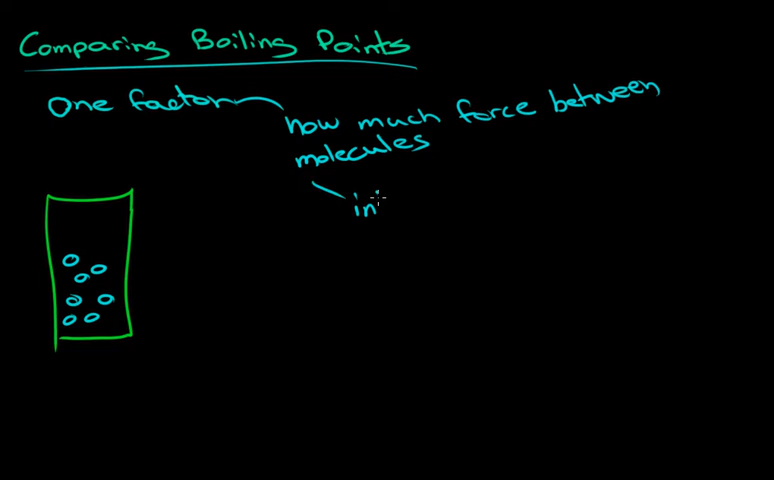 Comparing Boiling Points
One factor
how much force between
molecules
in